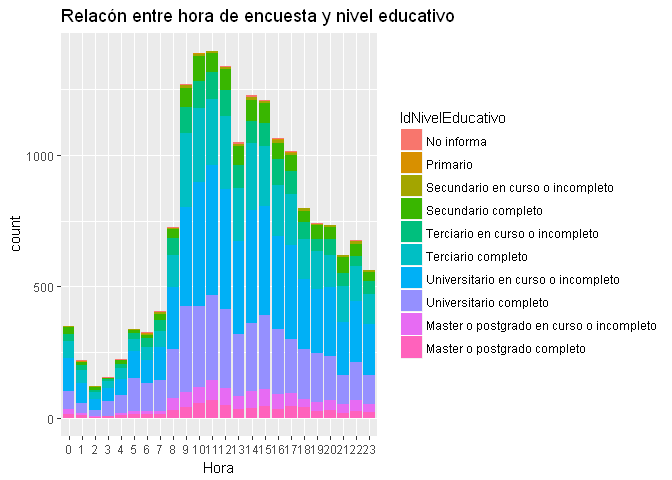 Relacón entre hora de encuesta y nivel educativo
count
1000
500
0
0 1 2 3 4 5 6 7 8 9 10 11 12 13 14 15 16 17 18 19 20 21 22 23
Hora
IdNivelEducativo
No informa
Primario
Secundario en curso o incompleto
Secundario completo
Terciario en curso o incompleto
Terciario completo
Universitario en curso o incompleto
Universitario completo
Master o postgrado en curso o incompleto
Master o postgrado completo